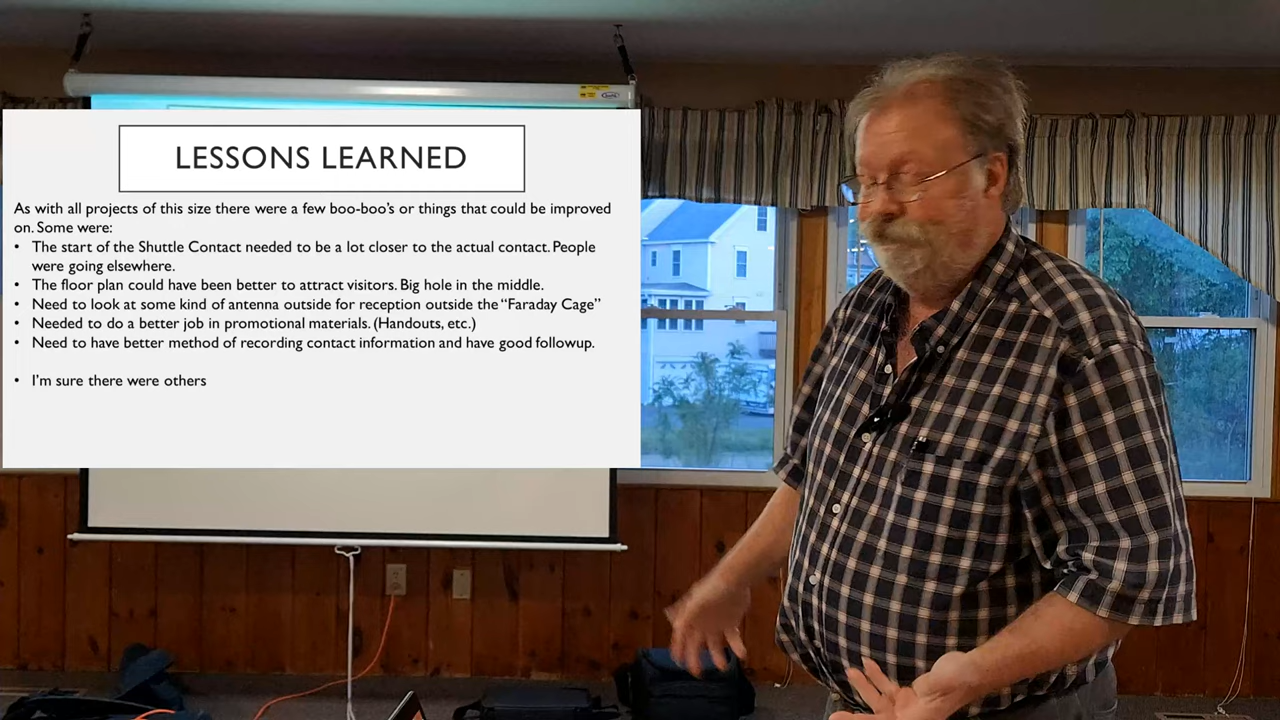 LESSONS LEARNED
As with all projects of this size there were a few boo-boo's or things that could be improved
on. Some were:
• The start of the Shuttle Contact needed to be a lot closer to the actual contact. People
were going elsewhere.
• The floor plan could have been better to attract visitors. Big hole in the middle.
• Need to look at some kind of antenna outside for reception outside the “Faraday Cage”
• Needed to do a better job in promotional materials. (Handouts, etc.)
• Need to have better method of recording contact information and have good followup.
• I'm sure there were others